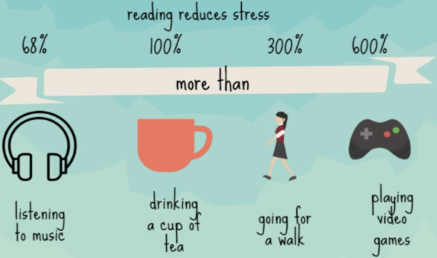 reading reduces stress
68% 100% 300% 600%
more than
listening
to music
drinking
a cup of
tea
going for
a walk
playing
video
games